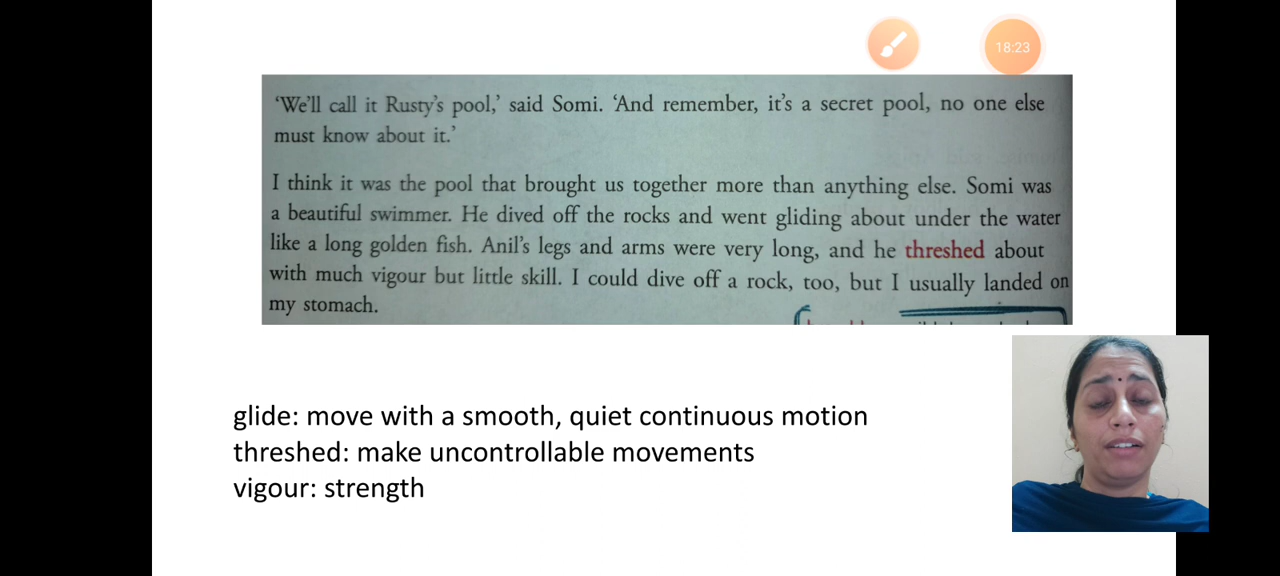 18:23
‘We’ll call it Rusty’s pool,’ said Somi. ‘And remember, it’s a secret pool, no one else
must know about it.’
I think it was the pool that brought us together more than anything else. Somi was
a beautiful swimmer. He dived off the rocks and went gliding about under the water
like a long golden fish. Anil’s legs and arms were very long, and he threshed about
with much vigour but little skill. I could dive off a rock, too, but I usually landed on
my stomach.
glide: move with a smooth, quiet continuous motion
threshed: make uncontrollable movements
vigour: strength